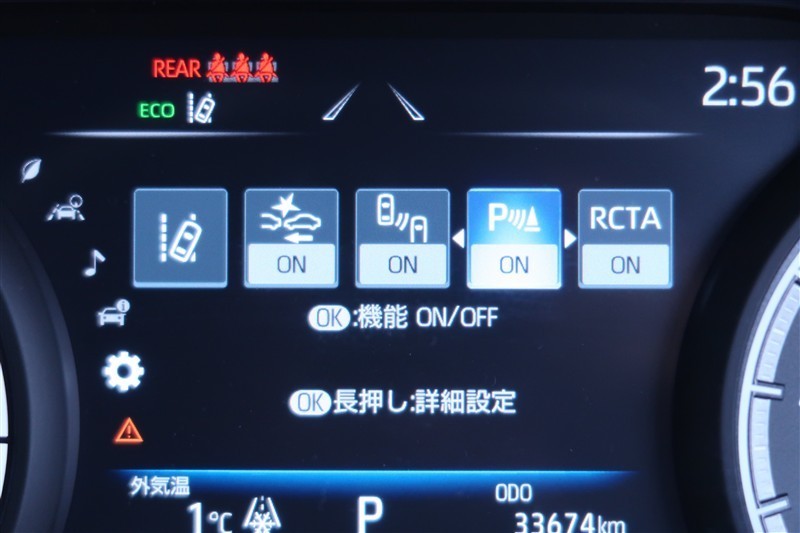 REAR
2:56
ECO
P
RCTA
ON ON ON ON
OK:機能 ON/OFF
OK長押し:詳細設定
外気温 ODO
1℃ P 33674km